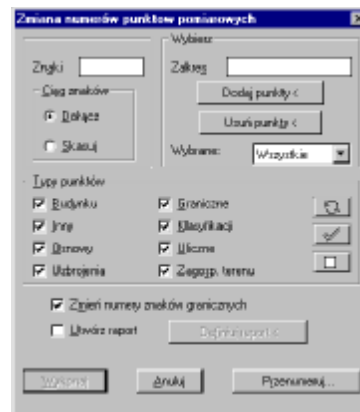 Zmiana numerów punktów pomiarowych
Wybierz
Znaki
Zakres
Ciąg znaków
Dodaj punkty <
Dołącz
Usuń punkty <
Skasuj
Wybrane:
Wszystkie
Typy punktów
Budynku
Graniczne
Inny
Klasyfikacji
Osnowy
Uliczne
Uzbrojenia
Zagosp. terenu
Zmień numery znaków granicznych
Utwórz raport
Definiuj raport <
Wykonaj
Anuluj
Przenumeruj...